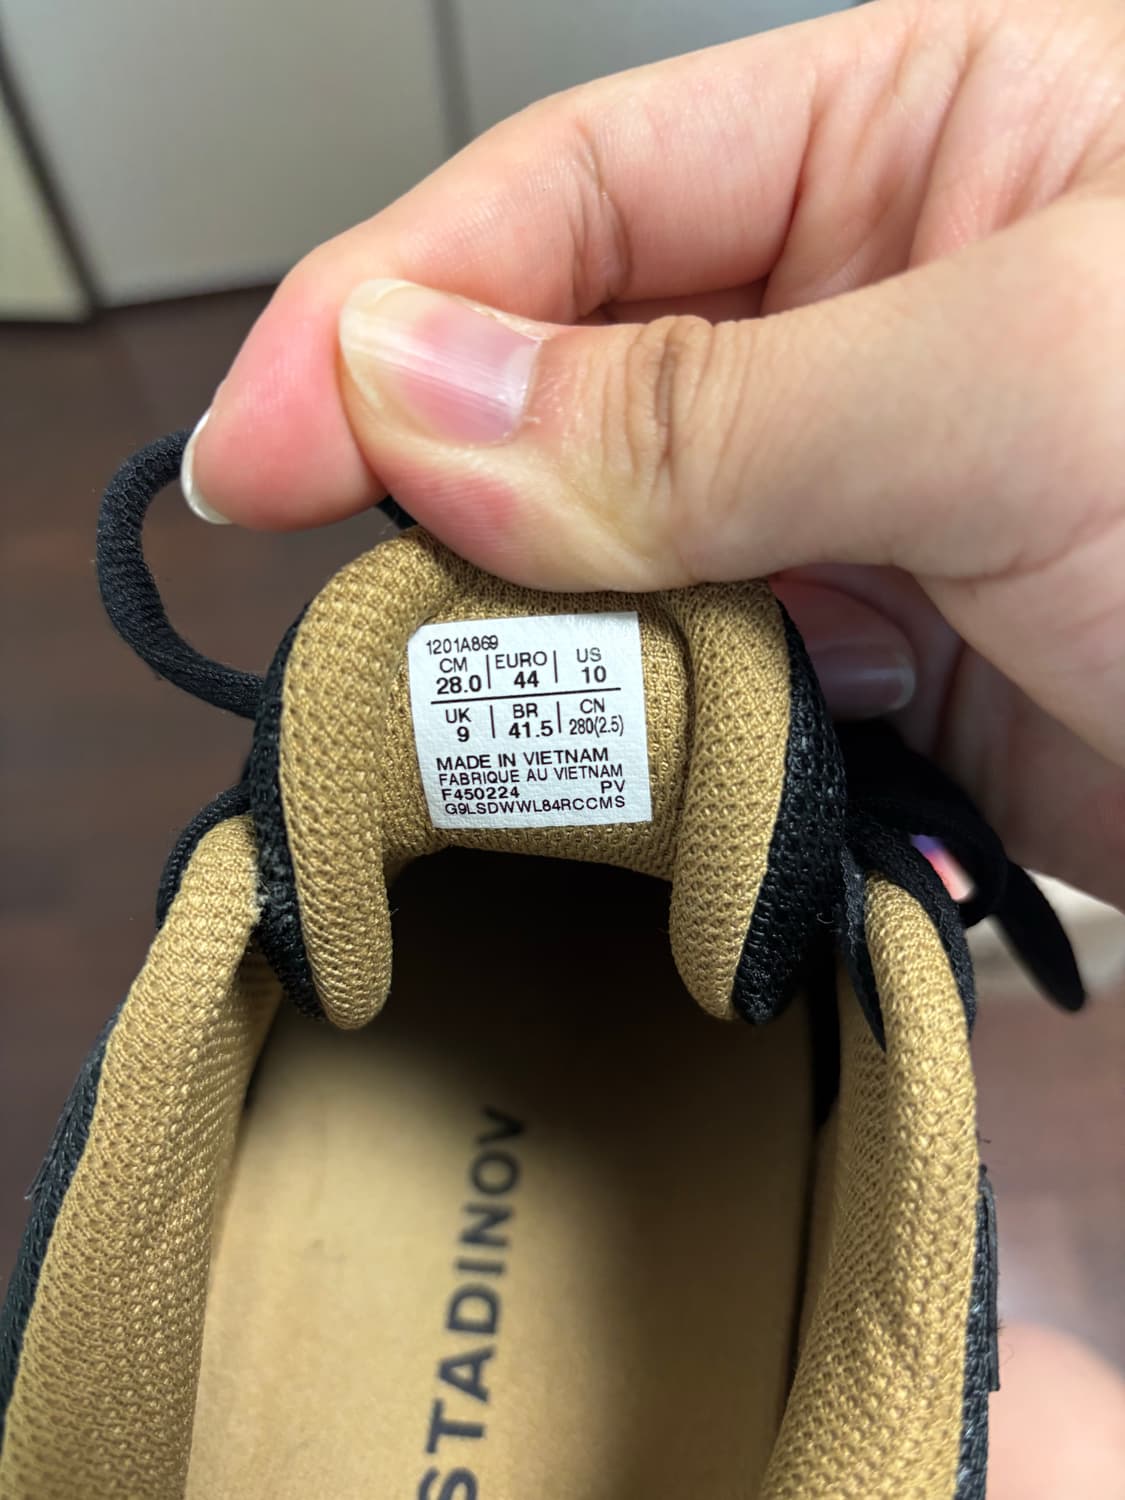 1201A869
CM | EURO | US
28.0 | 44 | 10
UK | BR | CN
9 | 41.5 | 280(2.5)
MADE IN VIETNAM
FABRIQUE AU VIETNAM
F450224 PV
G9LSDWWL84RCCMS
STADINOV